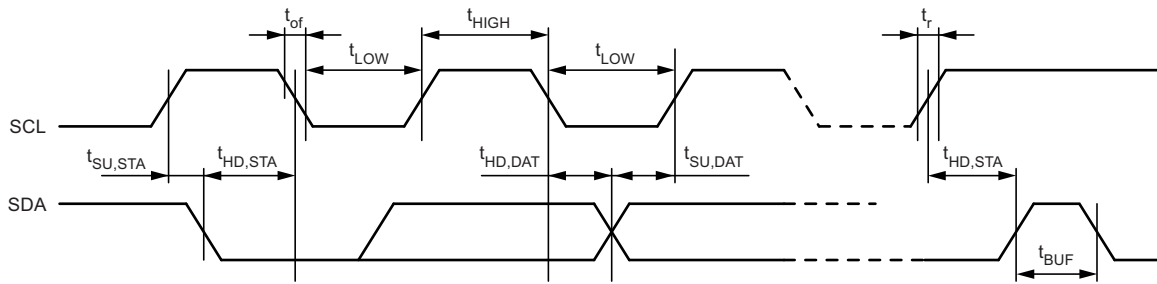 tof
tHIGH
tr
tLOW
tLOW
SCL
tSU,STA
tHD,STA
tHD,DAT
tSU,DAT
tHD,STA
SDA
tBUF